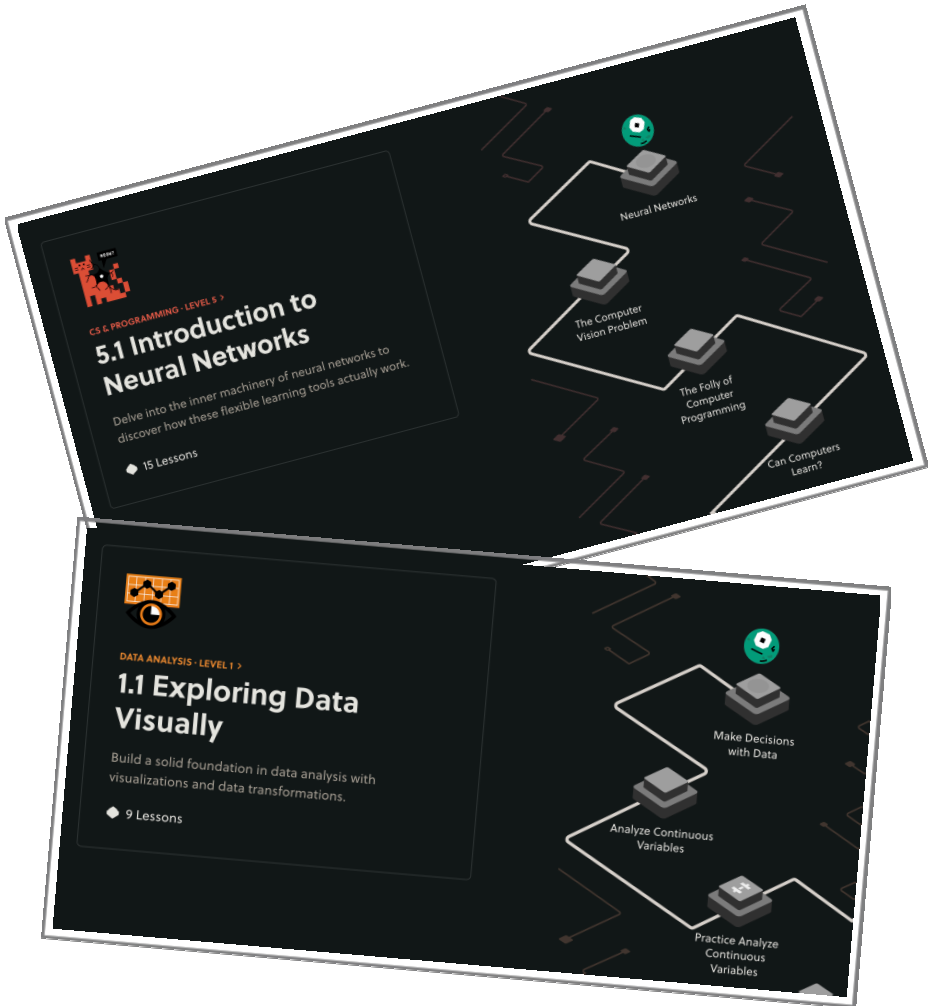 CS & PROGRAMMING · LEVEL 5 >
5.1 Introduction to
Neural Networks
Delve into the inner machinery of neural networks to
discover how these flexible learning tools actually work.
15 Lessons
Neural Networks
The Computer
Vision Problem
The Folly of
Computer
Programming
Can Computers
Learn?
DATA ANALYSIS · LEVEL 1 >
1.1 Exploring Data
Visually
Build a solid foundation in data analysis with
visualizations and data transformations.
9 Lessons
Make Decisions
with Data
Analyze Continuous
Variables
Practice Analyze
Continuous
Variables